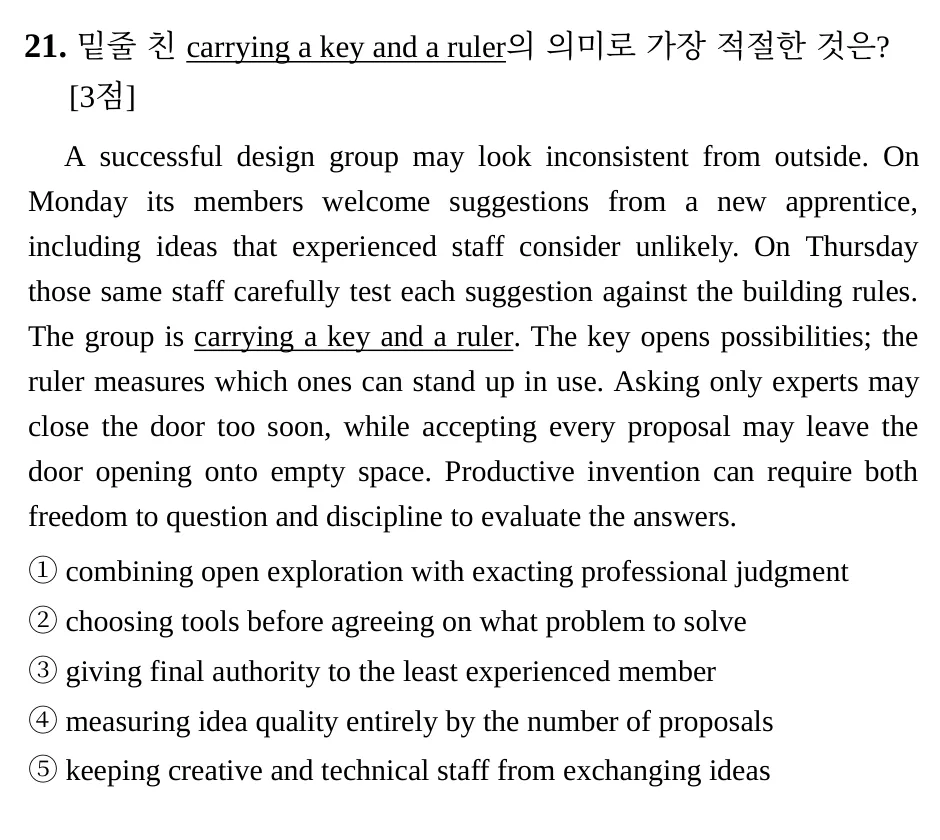 21. 밑줄 친 carrying a key and a ruler의 의미로 가장 적절한 것은?
[3점]
A successful design group may look inconsistent from outside. On
Monday its members welcome suggestions from a new apprentice,
including ideas that experienced staff consider unlikely. On Thursday
those same staff carefully test each suggestion against the building rules.
The group is carrying a key and a ruler. The key opens possibilities; the
ruler measures which ones can stand up in use. Asking only experts may
close the door too soon, while accepting every proposal may leave the
door opening onto empty space. Productive invention can require both
freedom to question and discipline to evaluate the answers.
① combining open exploration with exacting professional judgment
② choosing tools before agreeing on what problem to solve
③ giving final authority to the least experienced member
④ measuring idea quality entirely by the number of proposals
⑤ keeping creative and technical staff from exchanging ideas